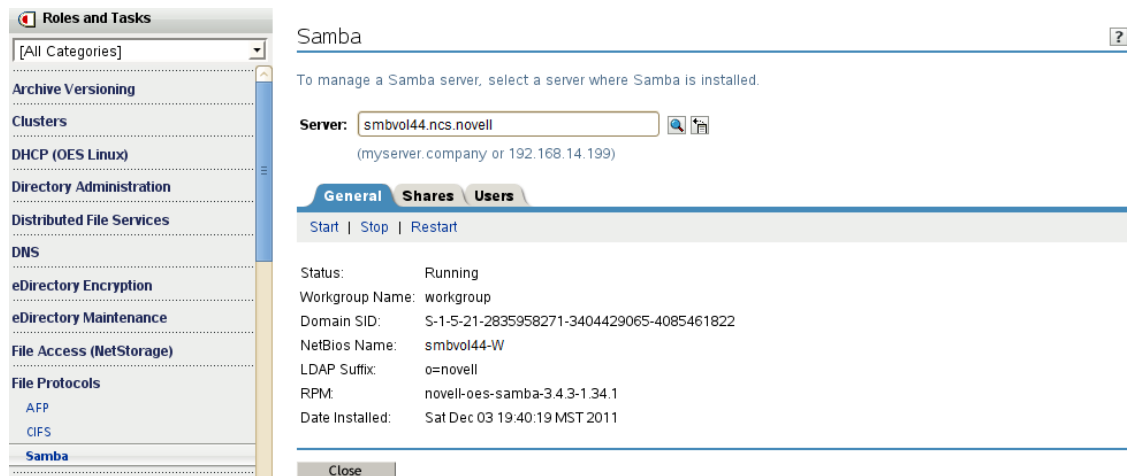 Roles and Tasks
[All Categories]
Archive Versioning
Clusters
DHCP (OES Linux)
Directory Administration
Distributed File Services
DNS
eDirectory Encryption
eDirectory Maintenance
File Access (NetStorage)
File Protocols
AFP
CIFS
Samba
Samba
?
To manage a Samba server, select a server where Samba is installed.
Server: smbvol44.ncs.novell
(myserver.company or 192.168.14.199)
General Shares Users
Start | Stop | Restart
Status: Running
Workgroup Name: workgroup
Domain SID: S-1-5-21-2835958271-3404429065-4085461822
NetBios Name: smbvol44-W
LDAP Suffix: o=novell
RPM: novell-oes-samba-3.4.3-1.34.1
Date Installed: Sat Dec 03 19:40:19 MST 2011
Close